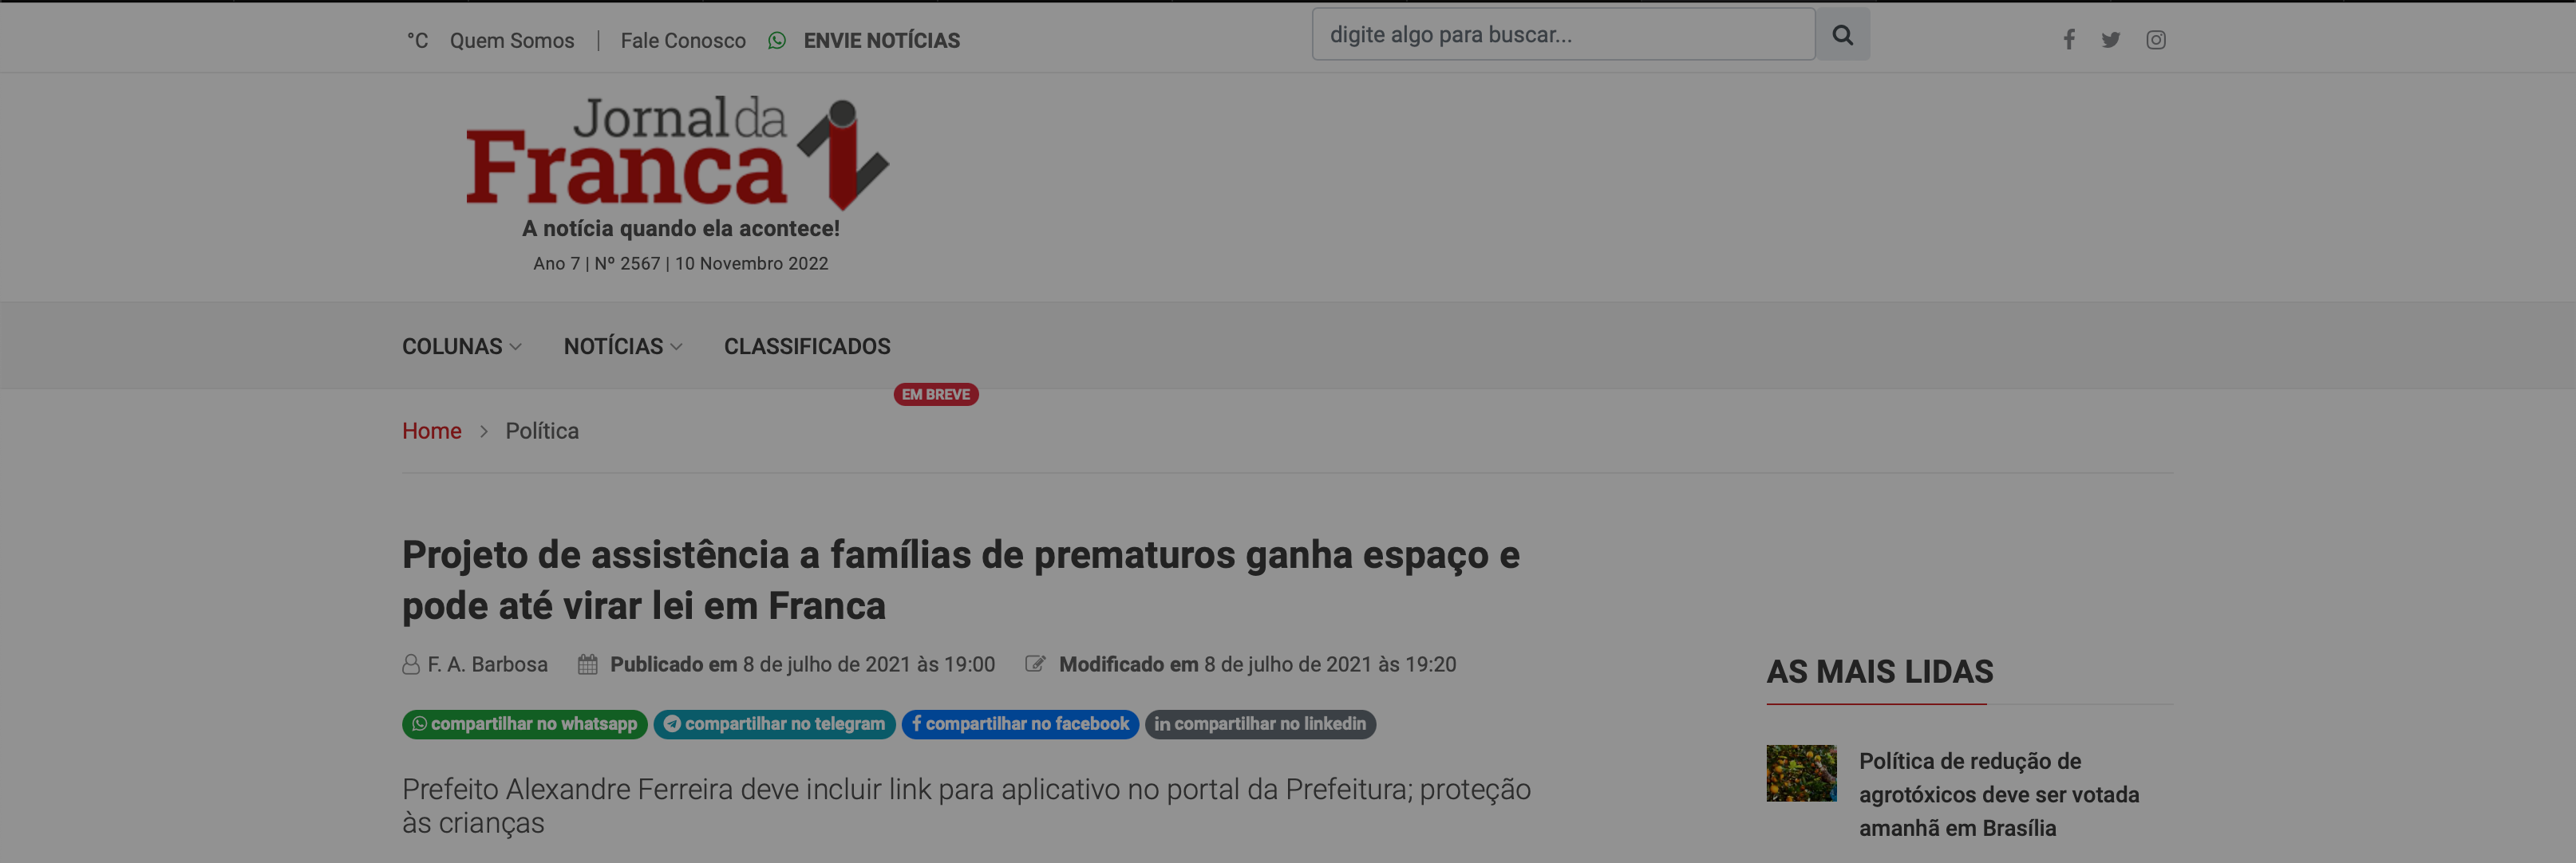 °C Quem Somos | Fale Conosco ENVIE NOTÍCIAS
digite algo para buscar...
Jornal da
Franca
A notícia quando ela acontece!
Ano 7 | Nº 2567 | 10 Novembro 2022
COLUNAS NOTÍCIAS CLASSIFICADOS
EM BREVE
Home > Política
Projeto de assistência a famílias de prematuros ganha espaço e
pode até virar lei em Franca
F. A. Barbosa Publicado em 8 de julho de 2021 às 19:00 Modificado em 8 de julho de 2021 às 19:20
compartilhar no whatsapp compartilhar no telegram compartilhar no facebook compartilhar no linkedin
Prefeito Alexandre Ferreira deve incluir link para aplicativo no portal da Prefeitura; proteção
às crianças
AS MAIS LIDAS
Política de redução de
agrotóxicos deve ser votada
amanhã em Brasília